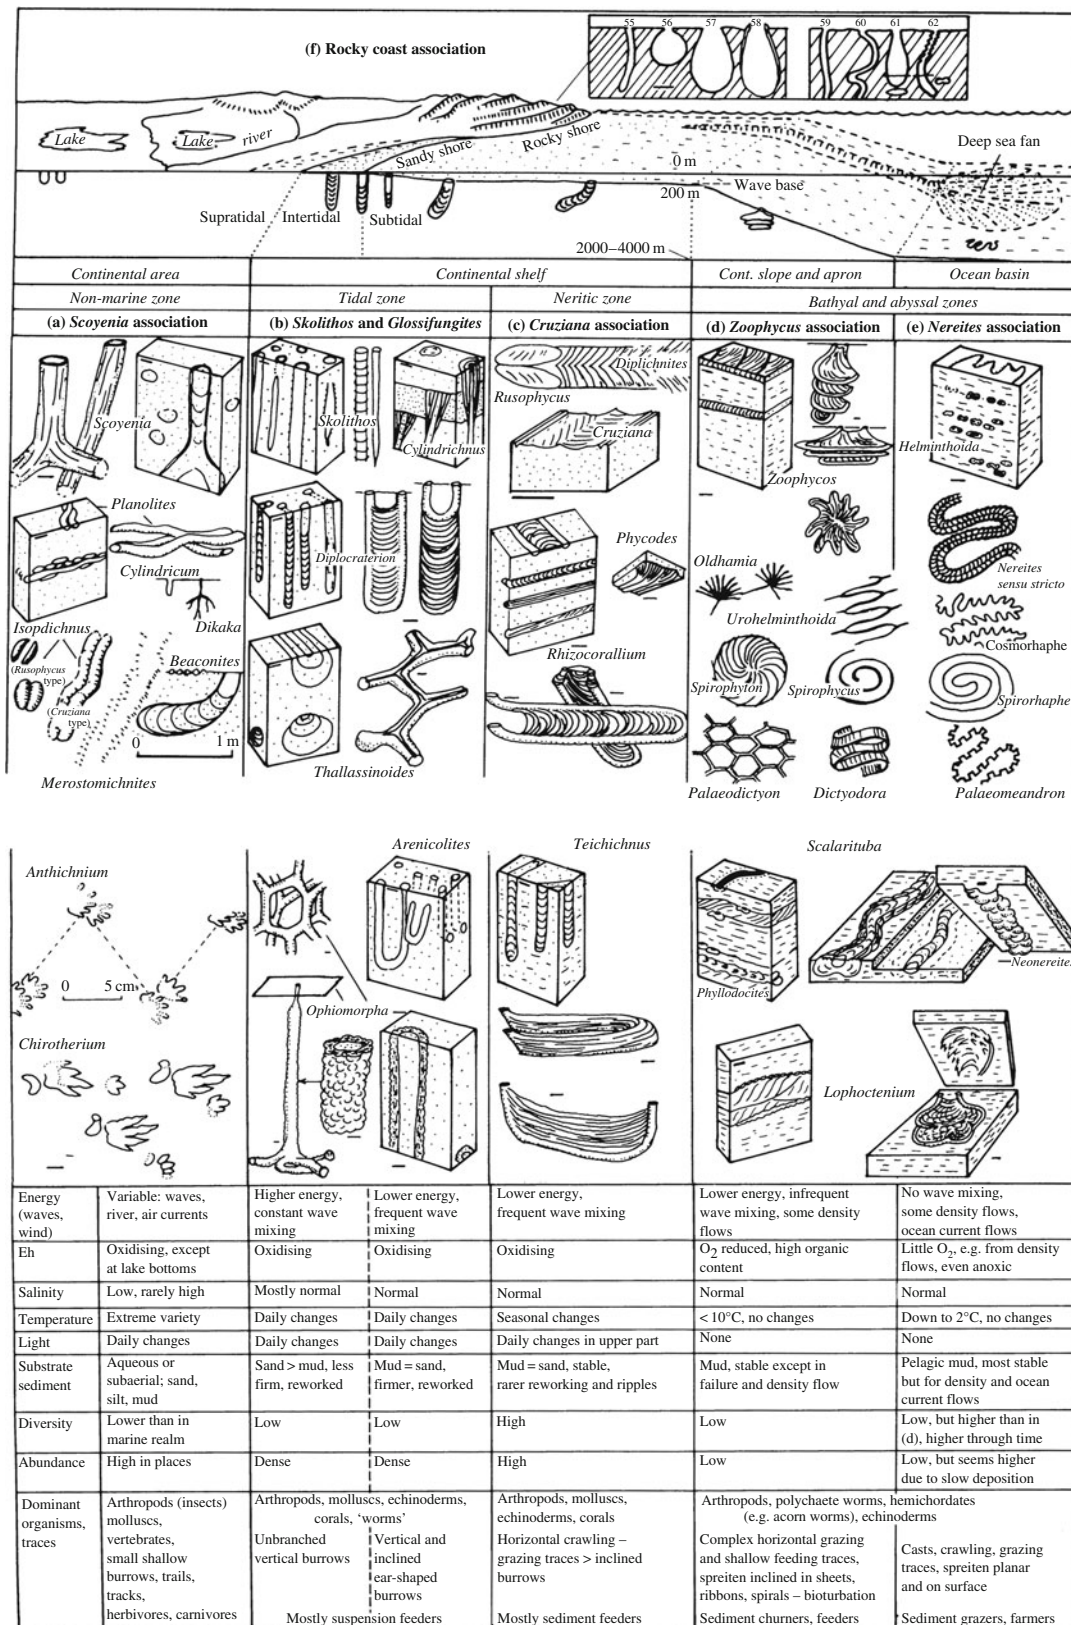 55 56 57 58 59 60 61 62
(f) Rocky coast association
Lake
Lake
river
Sandy shore
Rocky shore
Deep sea fan
0 m
200 m
Wave base
Supratidal
Intertidal
Subtidal
2000–4000 m
Continental area
Continental shelf
Cont. slope and apron
Ocean basin
Non-marine zone
Tidal zone
Neritic zone
Bathyal and abyssal zones
(a) Scoyenia association
(b) Skolithos and Glossifungites
(c) Cruziana association
(d) Zoophycus association
(e) Nereites association
Scoyenia
Planolites
Cylindricum
Isopdichnus
Dikaka
(Rusophycus
type)
(Cruziana
type)
Beaconites
0 1 m
Merostomichnites
Skolithos
Cylindrichnus
Diplocraterion
Thallassinoides
Diplichnites
Rusophycus
Cruziana
Phycodes
Rhizocorallium
Zoophycos
Oldhamia
Urohelminthoida
Spirophyton
Spirophycus
Palaeodictyon
Dictyodora
Helminthoida
Nereites
sensu stricto
Cosmorhaphe
Spirorhaphe
Palaeomeandron
Anthichnium
0 5 cm
Chirotherium
Arenicolites
Ophiomorpha
Teichichnus
Scalarituba
Phyllodocites
Neonereites
Lophoctenium
Energy
(waves,
wind)
Variable: waves,
river, air currents
Higher energy,
constant wave
mixing
Lower energy,
frequent wave
mixing
Lower energy,
frequent wave mixing
Lower energy, infrequent
wave mixing, some density
flows
No wave mixing,
some density flows,
ocean current flows
Eh
Oxidising, except
at lake bottoms
Oxidising
Oxidising
Oxidising
O2 reduced, high organic
content
Little O2, e.g. from density
flows, even anoxic
Salinity
Low, rarely high
Mostly normal
Normal
Normal
Normal
Normal
Temperature
Extreme variety
Daily changes
Daily changes
Seasonal changes
< 10°C, no changes
Down to 2°C, no changes
Light
Daily changes
Daily changes
Daily changes
Daily changes in upper part
None
None
Substrate
sediment
Aqueous or
subaerial; sand,
silt, mud
Sand > mud, less
firm, reworked
Mud = sand,
firmer, reworked
Mud = sand, stable,
rarer reworking and ripples
Mud, stable except in
failure and density flow
Pelagic mud, most stable
but for density and ocean
current flows
Diversity
Lower than in
marine realm
Low
Low
High
Low
Low, but higher than in
(d), higher through time
Abundance
High in places
Dense
Dense
High
Low
Low, but seems higher
due to slow deposition
Dominant
organisms,
traces
Arthropods (insects)
molluscs,
vertebrates,
small shallow
burrows, trails,
tracks,
herbivores, carnivores
Arthropods, molluscs, echinoderms,
corals, ‘worms’
Unbranched
vertical burrows
Vertical and
inclined
ear-shaped
burrows
Mostly suspension feeders
Arthropods, molluscs,
echinoderms, corals
Horizontal crawling –
grazing traces > inclined
burrows
Mostly sediment feeders
Arthropods, polychaete worms, hemichordates
(e.g. acorn worms), echinoderms
Complex horizontal grazing
and shallow feeding traces,
spreiten inclined in sheets,
ribbons, spirals – bioturbation
Sediment churners, feeders
Casts, crawling, grazing
traces, spreiten planar
and on surface
Sediment grazers, farmers